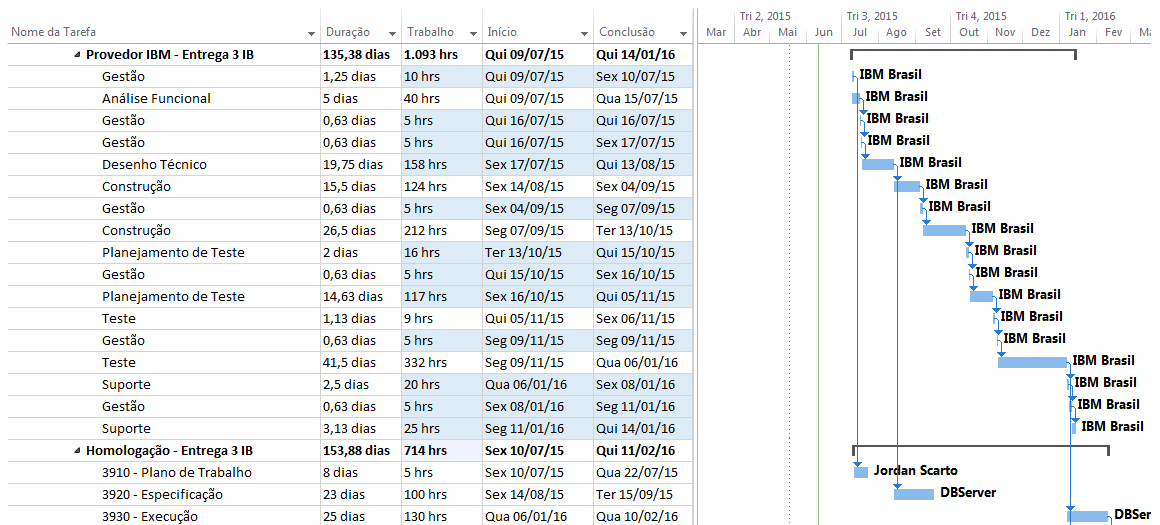 Tri 2, 2015 Tri 3, 2015 Tri 4, 2015 Tri 1, 2016
Nome da Tarefa Duração Trabalho Início Conclusão Mar Abr Mai Jun Jul Ago Set Out Nov Dez Jan Fev Ma
Provedor IBM - Entrega 3 IB 135,38 dias 1.093 hrs Qui 09/07/15 Qui 14/01/16
Gestão 1,25 dias 10 hrs Qui 09/07/15 Sex 10/07/15 IBM Brasil
Análise Funcional 5 dias 40 hrs Qui 09/07/15 Qua 15/07/15 IBM Brasil
Gestão 0,63 dias 5 hrs Qui 16/07/15 Qui 16/07/15 IBM Brasil
Gestão 0,63 dias 5 hrs Qui 16/07/15 Sex 17/07/15 IBM Brasil
Desenho Técnico 19,75 dias 158 hrs Sex 17/07/15 Qui 13/08/15 IBM Brasil
Construção 15,5 dias 124 hrs Sex 14/08/15 Sex 04/09/15 IBM Brasil
Gestão 0,63 dias 5 hrs Sex 04/09/15 Seg 07/09/15 IBM Brasil
Construção 26,5 dias 212 hrs Seg 07/09/15 Ter 13/10/15 IBM Brasil
Planejamento de Teste 2 dias 16 hrs Ter 13/10/15 Qui 15/10/15 IBM Brasil
Gestão 0,63 dias 5 hrs Qui 15/10/15 Sex 16/10/15 IBM Brasil
Planejamento de Teste 14,63 dias 117 hrs Sex 16/10/15 Qui 05/11/15 IBM Brasil
Teste 1,13 dias 9 hrs Qui 05/11/15 Sex 06/11/15 IBM Brasil
Gestão 0,63 dias 5 hrs Seg 09/11/15 Seg 09/11/15 IBM Brasil
Teste 41,5 dias 332 hrs Seg 09/11/15 Qua 06/01/16 IBM Brasil
Suporte 2,5 dias 20 hrs Qua 06/01/16 Sex 08/01/16 IBM Brasil
Gestão 0,63 dias 5 hrs Sex 08/01/16 Seg 11/01/16 IBM Brasil
Suporte 3,13 dias 25 hrs Seg 11/01/16 Qui 14/01/16 IBM Brasil
Homologação - Entrega 3 IB 153,88 dias 714 hrs Sex 10/07/15 Qui 11/02/16
3910 - Plano de Trabalho 8 dias 5 hrs Sex 10/07/15 Qua 22/07/15 Jordan Scarto
3920 - Especificação 23 dias 100 hrs Sex 14/08/15 Ter 15/09/15 DBServer
3930 - Execução 25 dias 130 hrs Qua 06/01/16 Qua 10/02/16 DBSer